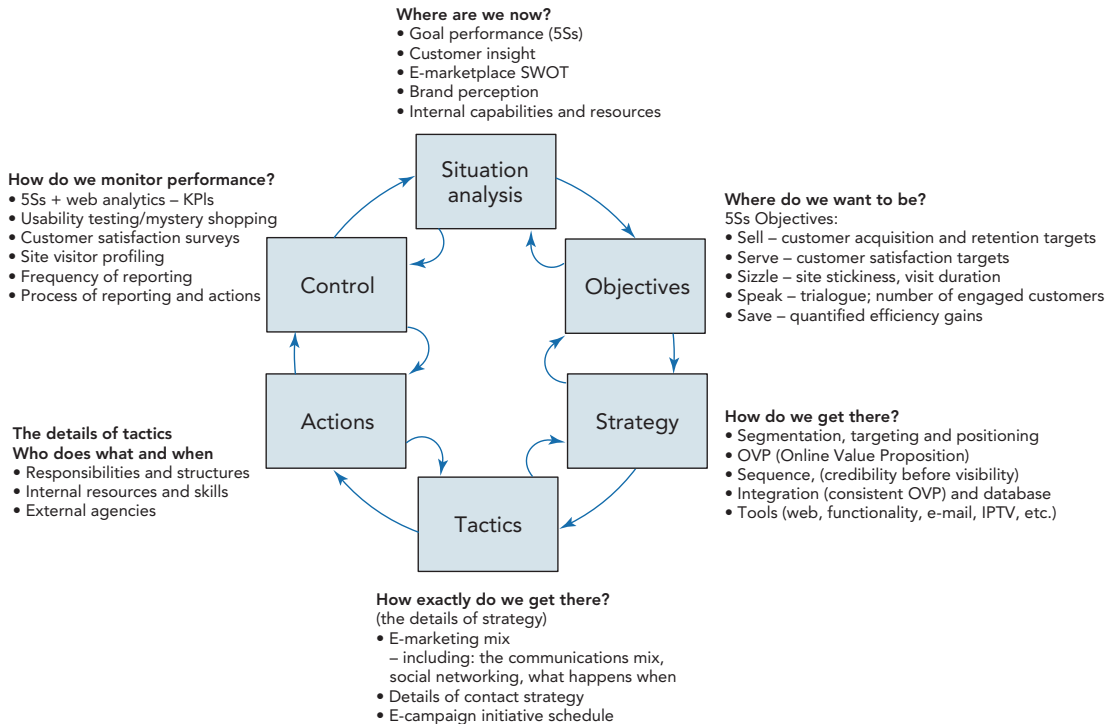 Where are we now?
• Goal performance (5Ss)
• Customer insight
• E-marketplace SWOT
• Brand perception
• Internal capabilities and resources
Situation
analysis
How do we monitor performance?
• 5Ss + web analytics – KPIs
• Usability testing/mystery shopping
• Customer satisfaction surveys
• Site visitor profiling
• Frequency of reporting
• Process of reporting and actions
Control
Where do we want to be?
5Ss Objectives:
• Sell – customer acquisition and retention targets
• Serve – customer satisfaction targets
• Sizzle – site stickiness, visit duration
• Speak – trialogue; number of engaged customers
• Save – quantified efficiency gains
Objectives
Actions
Strategy
The details of tactics
Who does what and when
• Responsibilities and structures
• Internal resources and skills
• External agencies
How do we get there?
• Segmentation, targeting and positioning
• OVP (Online Value Proposition)
• Sequence, (credibility before visibility)
• Integration (consistent OVP) and database
• Tools (web, functionality, e-mail, IPTV, etc.)
Tactics
How exactly do we get there?
(the details of strategy)
• E-marketing mix
– including: the communications mix,
social networking, what happens when
• Details of contact strategy
• E-campaign initiative schedule